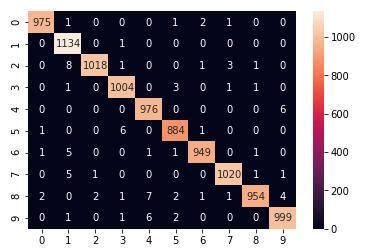 0 975 1 0 0 0 1 2 1 0 0
1 0 1134 0 1 0 0 0 0 0 0
2 0 8 1018 1 0 0 1 3 1 0
3 0 1 0 1004 0 3 0 1 1 0
4 0 0 0 0 976 0 0 0 0 6
5 1 0 0 6 0 884 1 0 0 0
6 1 5 0 0 1 1 949 0 1 0
7 0 5 1 0 0 0 0 1020 1 1
8 2 0 2 1 7 2 1 1 954 4
9 0 1 0 1 6 2 0 0 0 999
0 1 2 3 4 5 6 7 8 9
1000
800
600
400
200
0